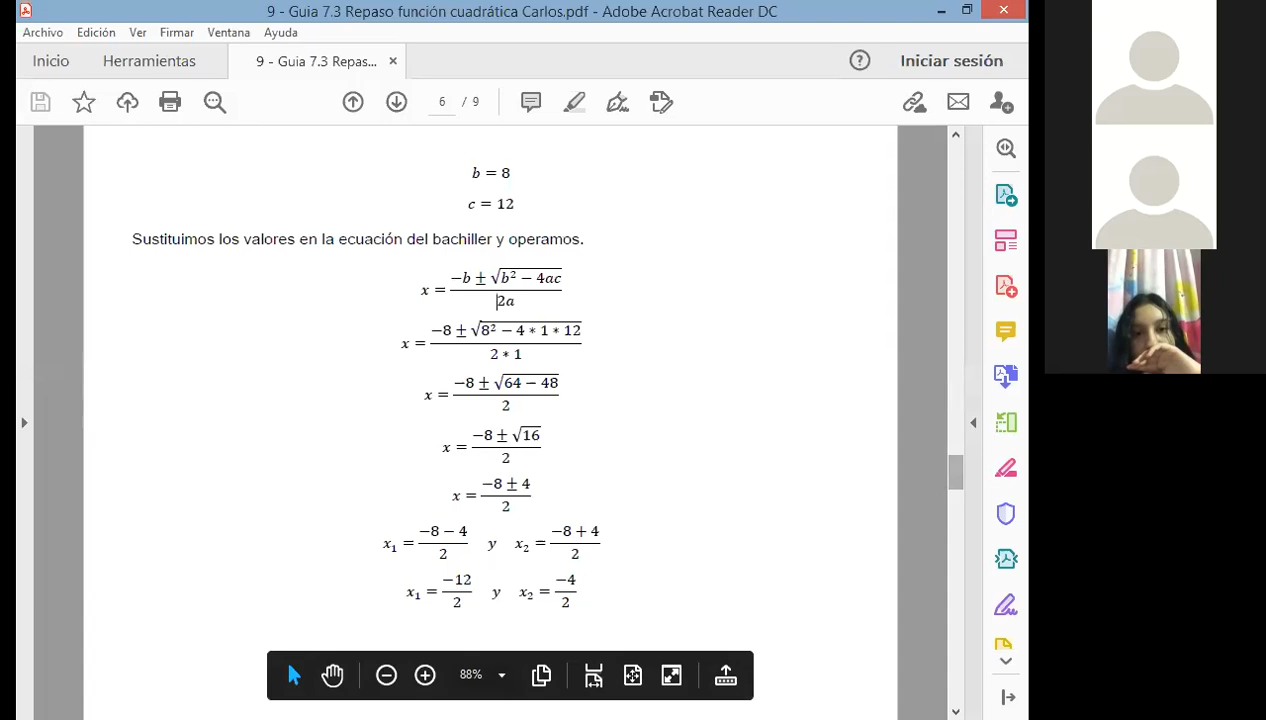 9 - Guia 7.3 Repaso función cuadrática Carlos.pdf - Adobe Acrobat Reader DC
Archivo Edición Ver Firmar Ventana Ayuda
Inicio Herramientas 9 - Guia 7.3 Repas... × Iniciar sesión
6 / 9
b = 8
c = 12
Sustituimos los valores en la ecuación del bachiller y operamos.
x = (−b ± √(b² − 4ac)) / 2a
x = (−8 ± √(8² − 4 * 1 * 12)) / (2 * 1)
x = (−8 ± √(64 − 48)) / 2
x = (−8 ± √16) / 2
x = (−8 ± 4) / 2
x₁ = (−8 − 4) / 2 y x₂ = (−8 + 4) / 2
x₁ = −12 / 2 y x₂ = −4 / 2
88%